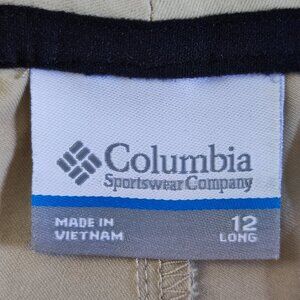 Columbia
Sportswear Company
MADE IN
VIETNAM
12
LONG